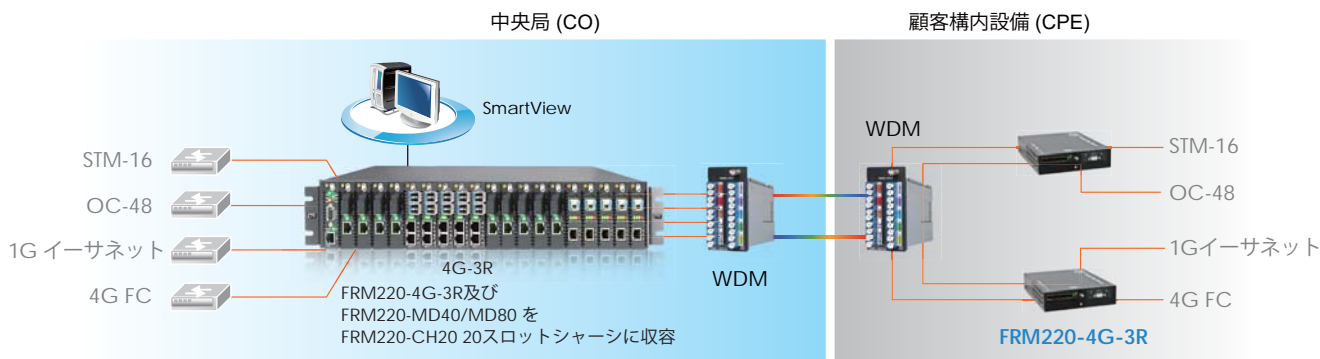 中央局 (CO)
顧客構内設備 (CPE)
SmartView
STM-16
OC-48
1G イーサネット
4G FC
4G-3R
FRM220-4G-3R及び
FRM220-MD40/MD80 を
FRM220-CH20 20スロットシャーシに収容
WDM
WDM
STM-16
OC-48
1Gイーサネット
4G FC
FRM220-4G-3R